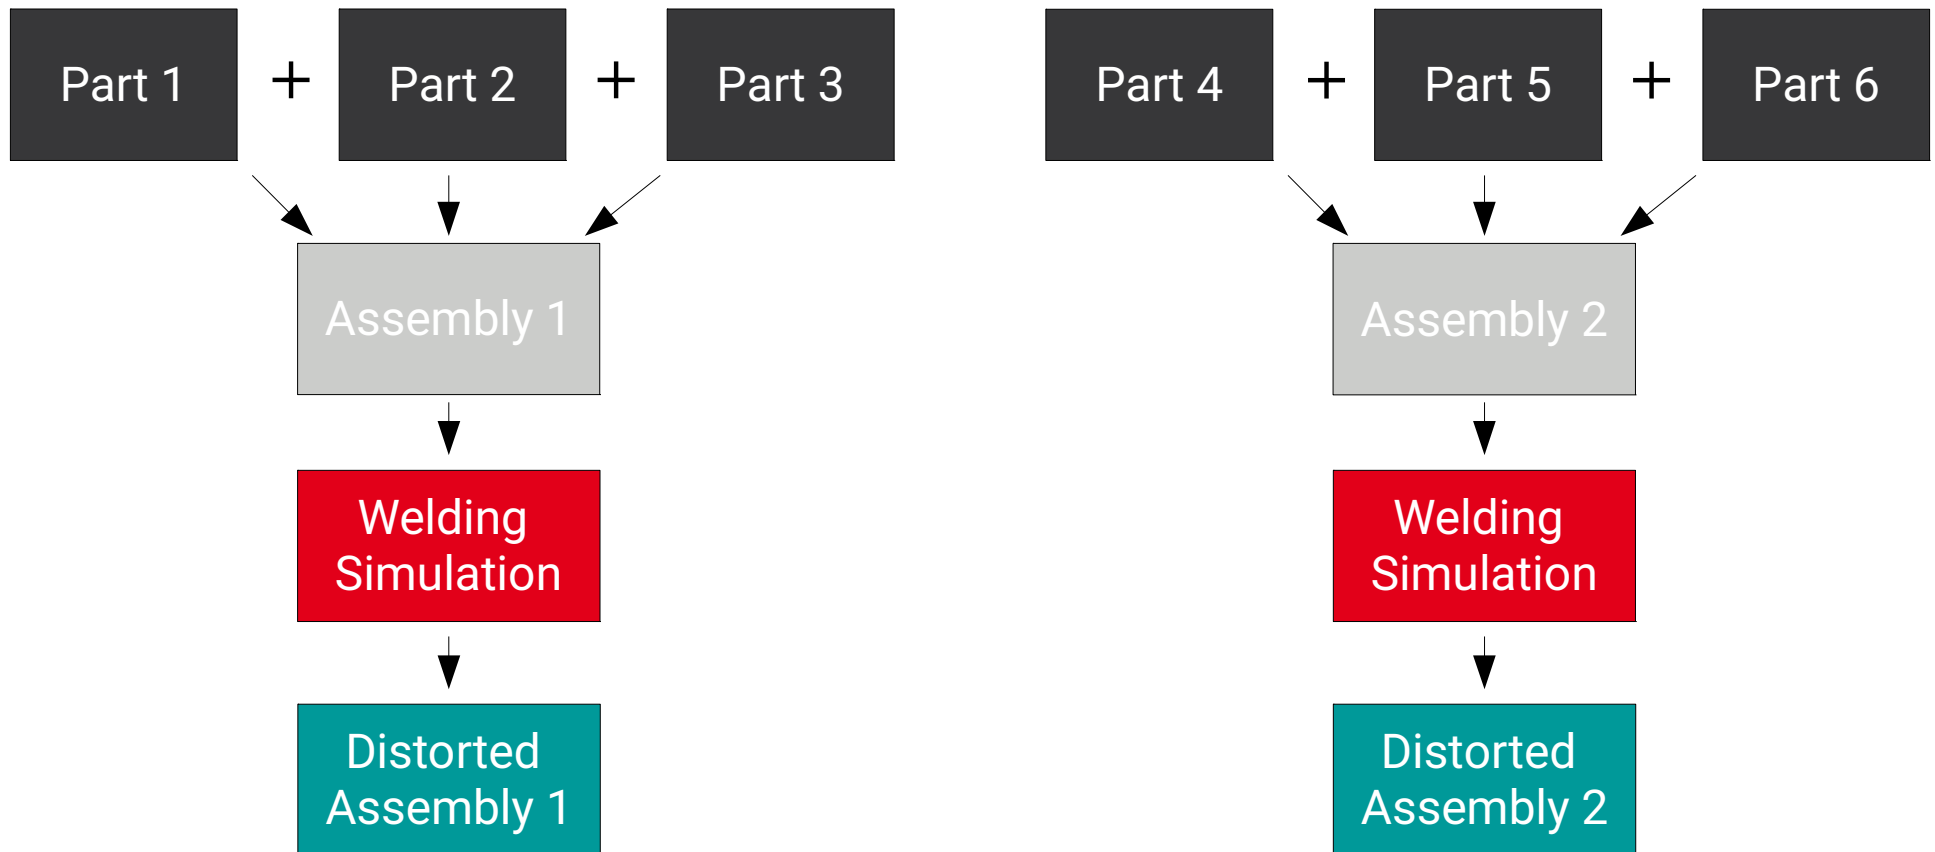 Part 1 + Part 2 + Part 3
Part 4 + Part 5 + Part 6
Assembly 1
Assembly 2
Welding
Simulation
Welding
Simulation
Distorted
Assembly 1
Distorted
Assembly 2